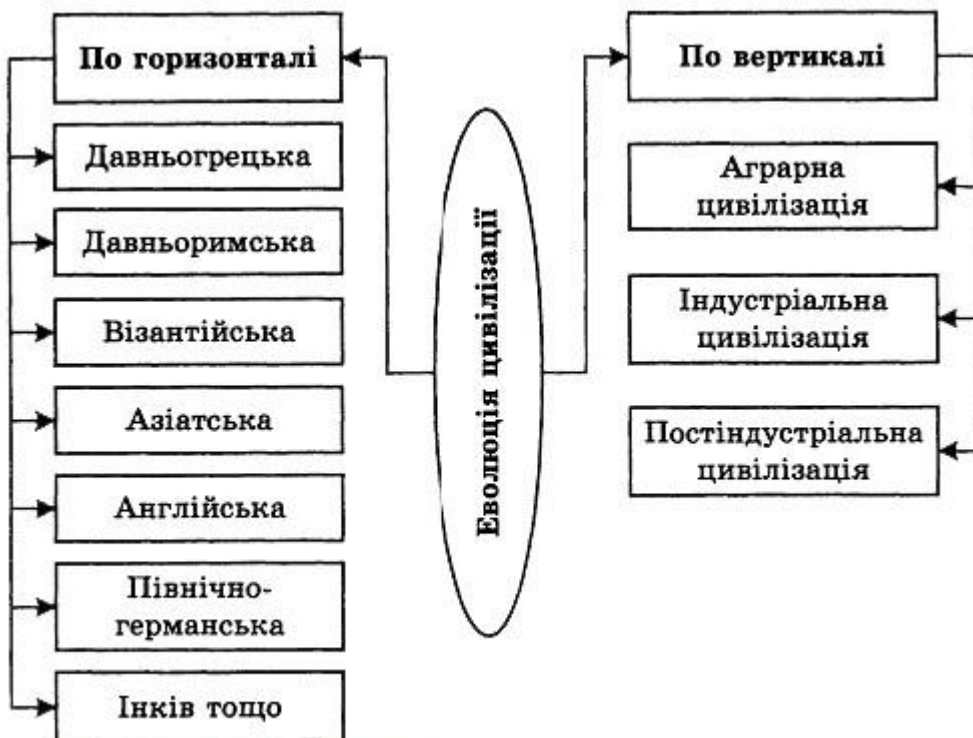 По горизонталі
Давньогрецька
Давньоримська
Візантійська
Азіатська
Англійська
Північно-
германська
Інків тощо
Еволюція цивілізації
По вертикалі
Аграрна
цивілізація
Індустріальна
цивілізація
Постіндустріальна
цивілізація